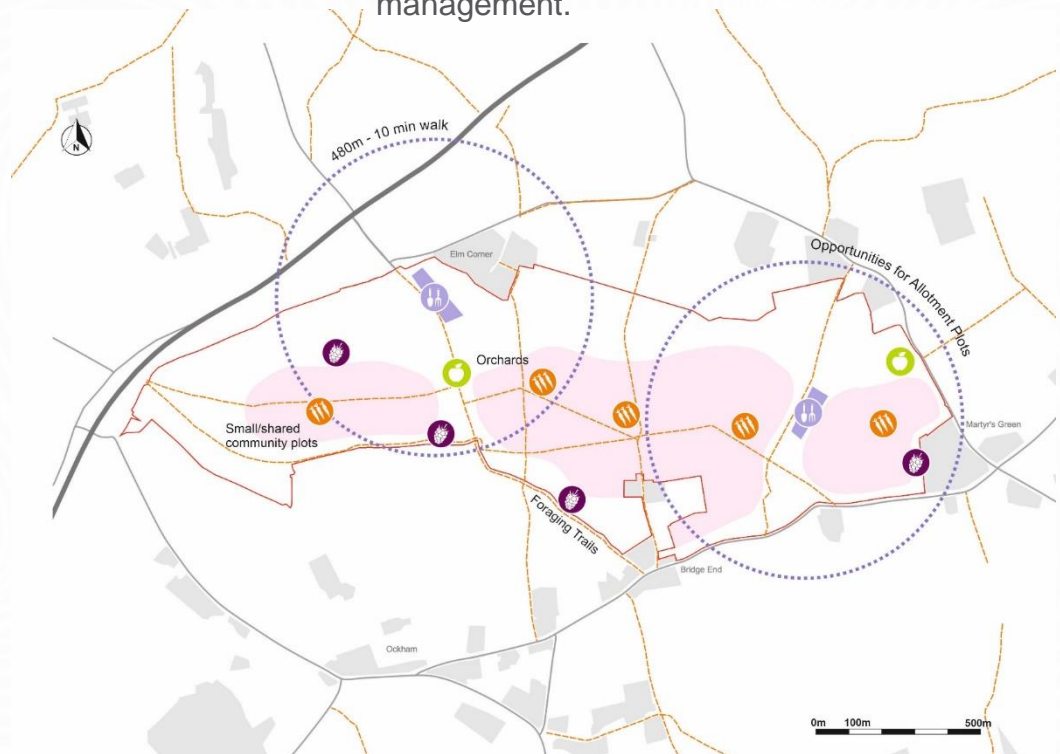 management.
N
480m - 10 min walk
Elm Corner
Opportunities for Allotment Plots
Orchards
Small/shared
community plots
Martyr's Green
Foraging Trails
Bridge End
Ockham
0m 100m 500m